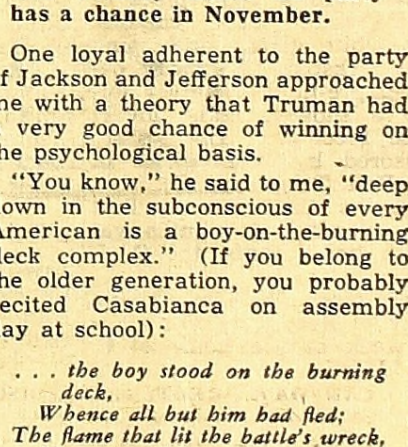 has a chance in November.
One loyal adherent to the party
f Jackson and Jefferson approached
ne with a theory that Truman had
very good chance of winning on
he psychological basis.
"You know," he said to me, "deep
own in the subconscious of every
American is a boy-on-the-burning
deck complex." (If you belong to
he older generation, you probably
ecited Casabianca on assembly
ay at school):
. . . the boy stood on the burning
deck,
Whence all but him had fled;
The flame that lit the battle's wreck,